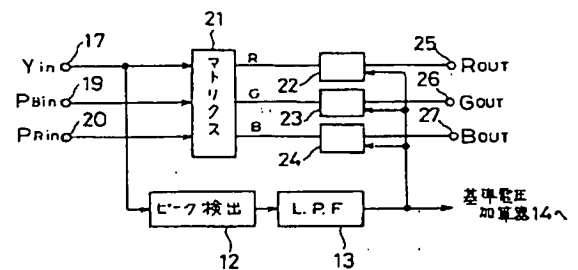 21
17
25
Yin
R
ROUT
22
19
26
PBin
マトリクス
G
GOUT
23
20
27
PRin
B
BOUT
24
ピーク検出
L.P.F
基準電圧
加算器14へ
12
13